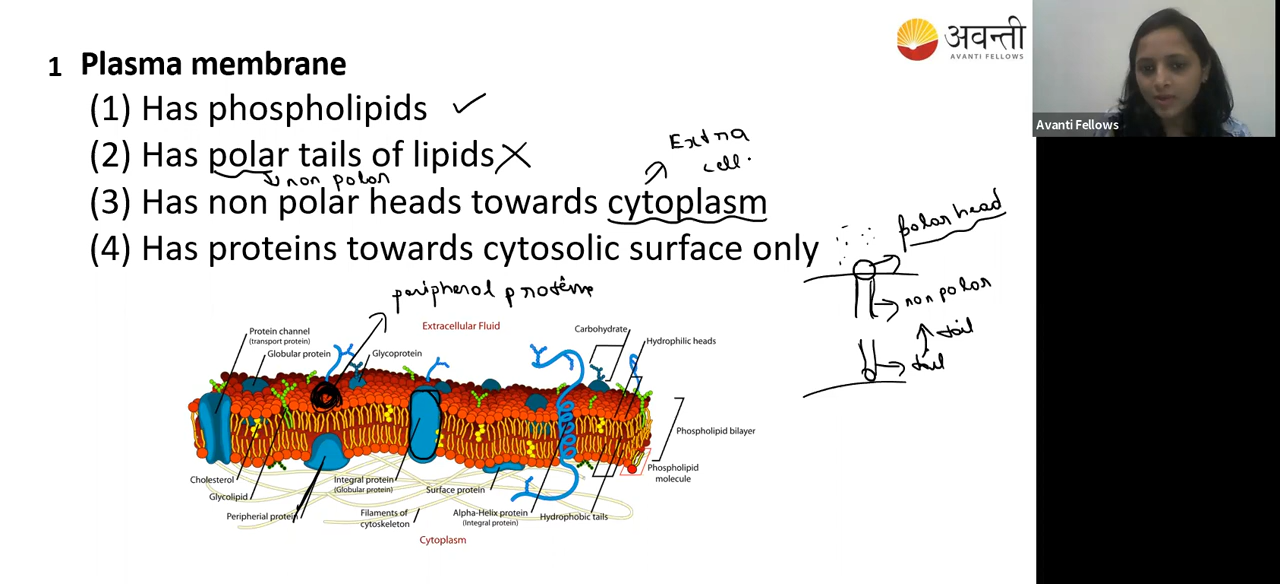 अवन्ती
AVANTI FELLOWS
Avanti Fellows
1 Plasma membrane
(1) Has phospholipids
(2) Has polar tails of lipids
non polar
Extra
cell.
(3) Has non polar heads towards cytoplasm
(4) Has proteins towards cytosolic surface only
polar head
non polar
tail
tail
peripheral proteins
Extracellular Fluid
Protein channel
(transport protein)
Globular protein
Glycoprotein
Carbohydrate
Hydrophilic heads
Phospholipid bilayer
Phospholipid
molecule
Cholesterol
Glycolipid
Peripherial protein
Integral protein
(Globular protein)
Filaments of
cytoskeleton
Surface protein
Alpha-Helix protein
(Integral protein)
Hydrophobic tails
Cytoplasm